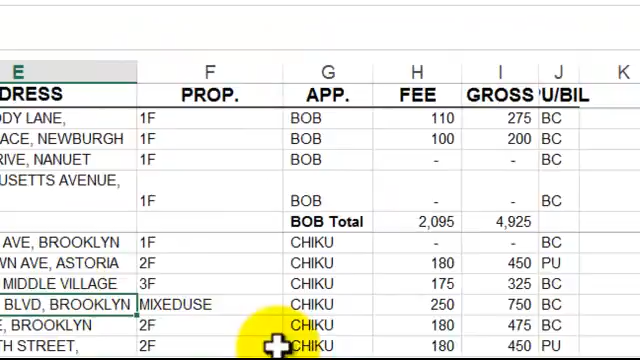 E F G H I J K
DRESS PROP. APP. FEE GROSS PU/BIL
DY LANE, 1F BOB 110 275 BC
ACE, NEWBURGH 1F BOB 100 200 BC
RIVE, NANUET 1F BOB - - BC
USETTS AVENUE,
1F BOB - - BC
BOB Total 2,095 4,925
AVE, BROOKLYN 1F CHIKU - - BC
WN AVE, ASTORIA 2F CHIKU 180 450 PU
MIDDLE VILLAGE 3F CHIKU 175 325 BC
BLVD, BROOKLYN MIXEDUSE CHIKU 250 750 BC
E, BROOKLYN 2F CHIKU 180 475 BC
TH STREET, 2F CHIKU 180 450 PU